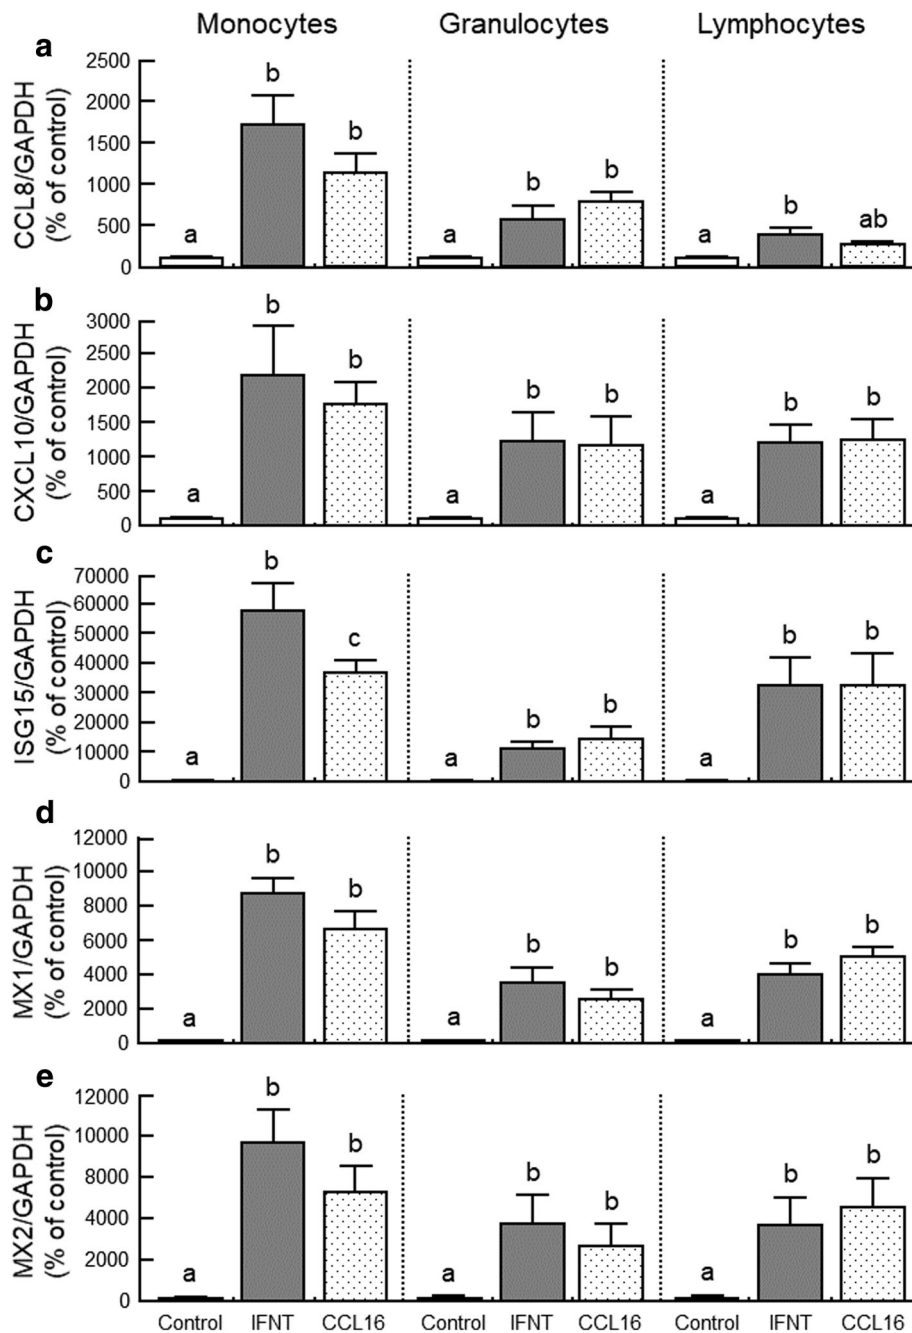 Monocytes Granulocytes Lymphocytes
a
CCL8/GAPDH
(% of control)
2500
2000
1500
1000
500
0
a b b a b b a b ab
b
CXCL10/GAPDH
(% of control)
3000
2500
2000
1500
1000
500
0
a b b a b b a b b
c
ISG15/GAPDH
(% of control)
70000
60000
50000
40000
30000
20000
10000
0
a b c a b b a b b
d
MX1/GAPDH
(% of control)
12000
10000
8000
6000
4000
2000
0
a b b a b b a b b
e
MX2/GAPDH
(% of control)
12000
10000
8000
4000
2000
0
a b b a b b a b b
Control IFNT CCL16 Control IFNT CCL16 Control IFNT CCL16